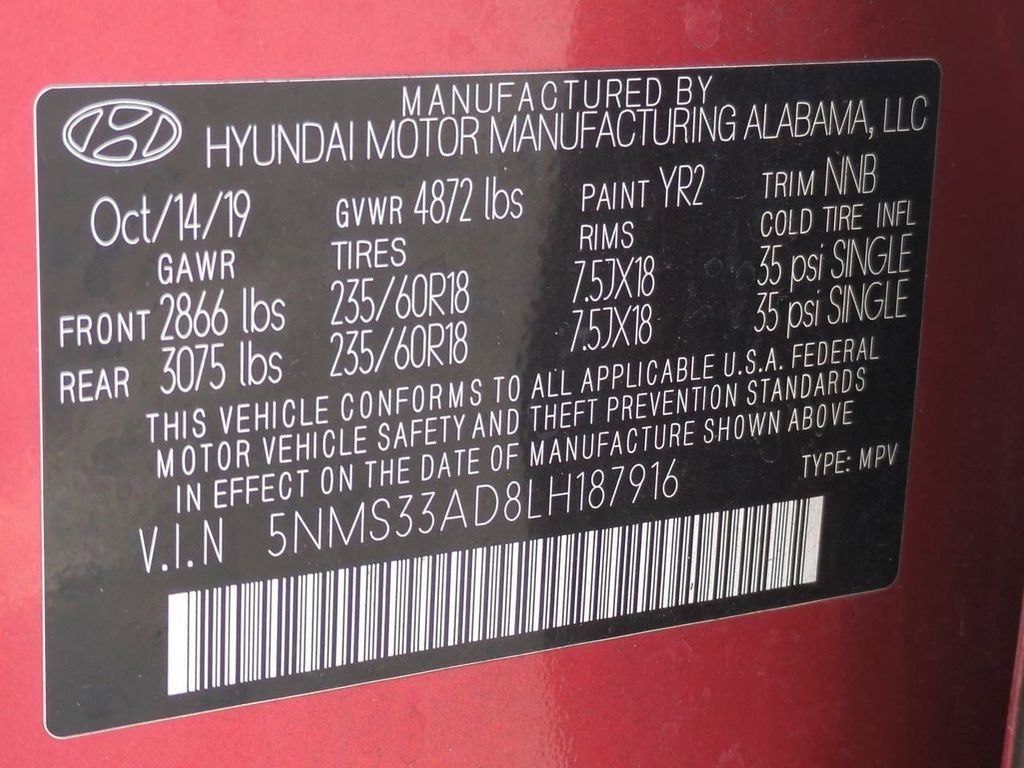 MANUFACTURED BY
HYUNDAI MOTOR MANUFACTURING ALABAMA, LLC
Oct/14/19 GVWR 4872 lbs PAINT YR2 TRIM NNB
GAWR TIRES RIMS COLD TIRE INFL
FRONT 2866 lbs 235/60R18 7.5JX18 35 psi SINGLE
REAR 3075 lbs 235/60R18 7.5JX18 35 psi SINGLE
THIS VEHICLE CONFORMS TO ALL APPLICABLE U.S.A. FEDERAL
MOTOR VEHICLE SAFETY AND THEFT PREVENTION STANDARDS
IN EFFECT ON THE DATE OF MANUFACTURE SHOWN ABOVE
V.I.N 5NMS33AD8LH187916 TYPE: MPV